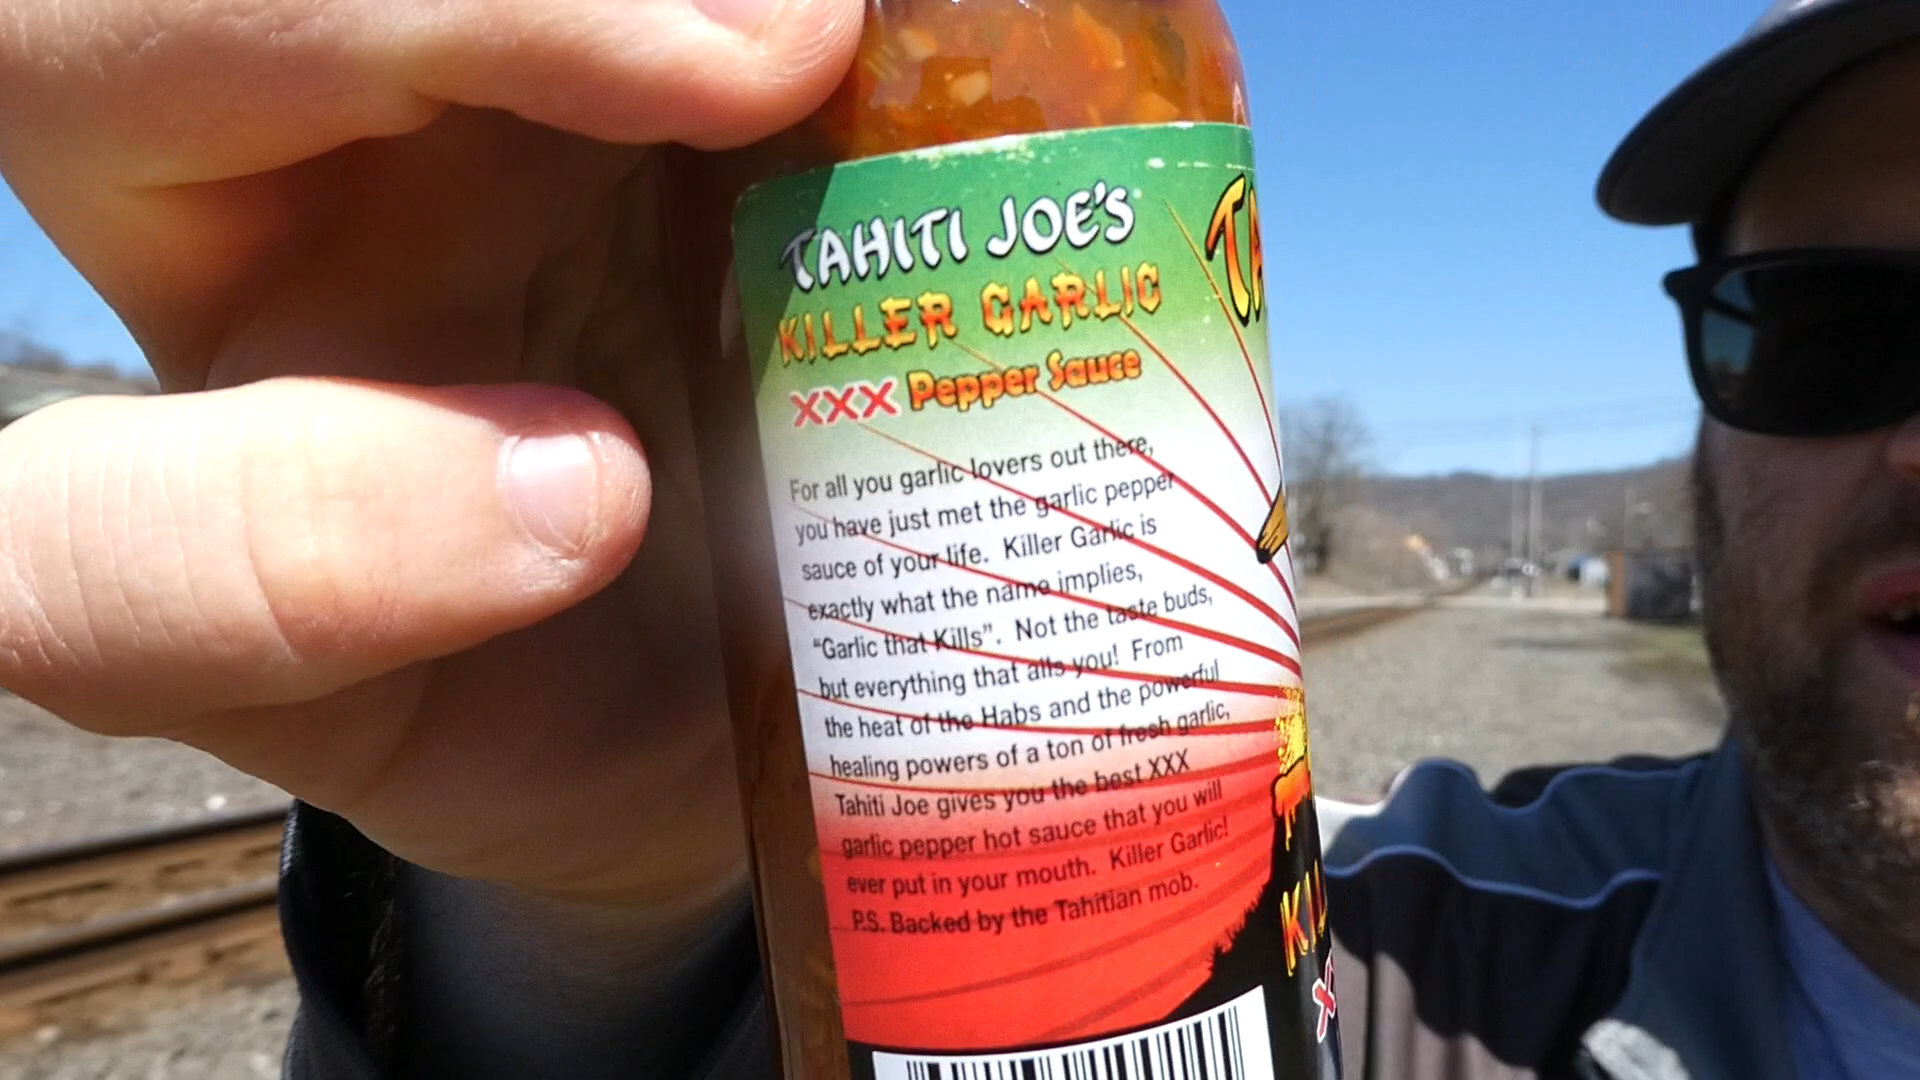 TAHITI JOE'S
KILLER GARLIC
XXX Pepper Sauce
For all you garlic lovers out there,
you have just met the garlic pepper
sauce of your life. Killer Garlic is
exactly what the name implies,
“Garlic that Kills”. Not the taste buds,
but everything that ails you! From
the heat of the Habs and the powerful
healing powers of a ton of fresh garlic,
Tahiti Joe gives you the best XXX
garlic pepper hot sauce that you will
ever put in your mouth. Killer Garlic!
P.S. Backed by the Tahitian mob.
TA
KIL
X